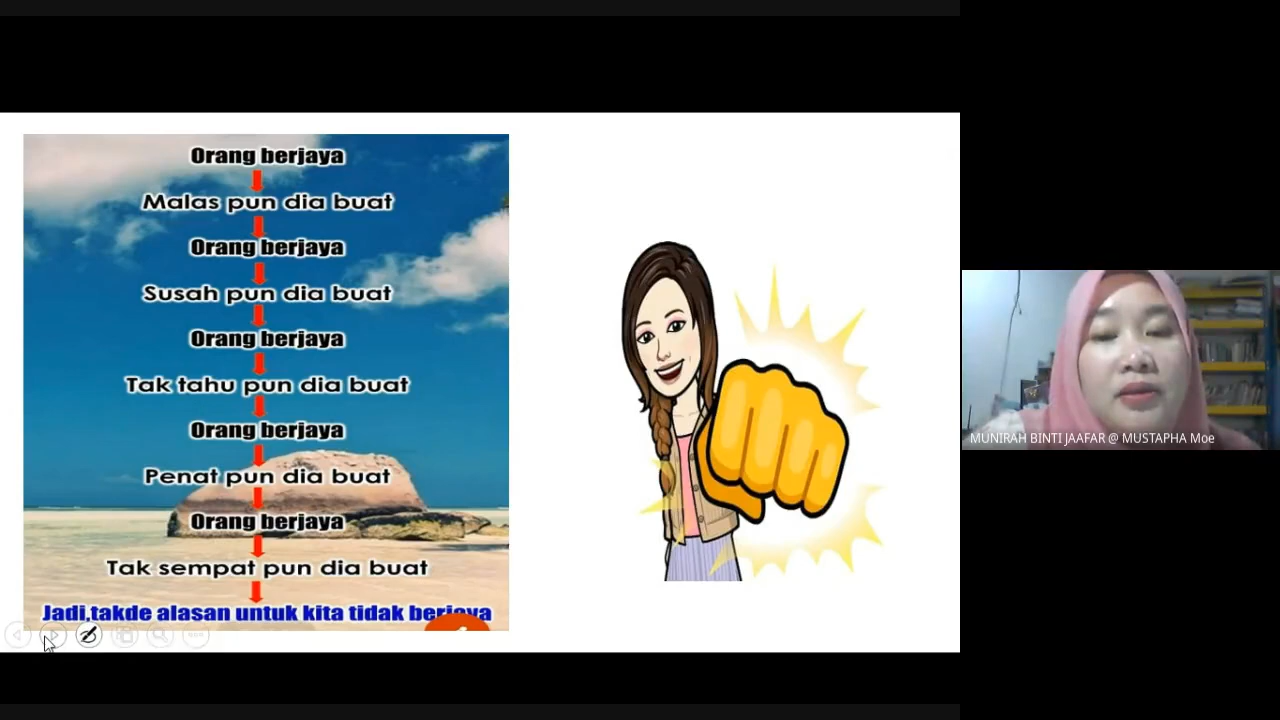 Orang berjaya
Malas pun dia buat
Orang berjaya
Susah pun dia buat
Orang berjaya
Tak tahu pun dia buat
Orang berjaya
Penat pun dia buat
Orang berjaya
Tak sempat pun dia buat
Jadi,takde alasan untuk kita tidak berjaya
MUNIRAH BINTI JAAFAR @ MUSTAPHA Moe